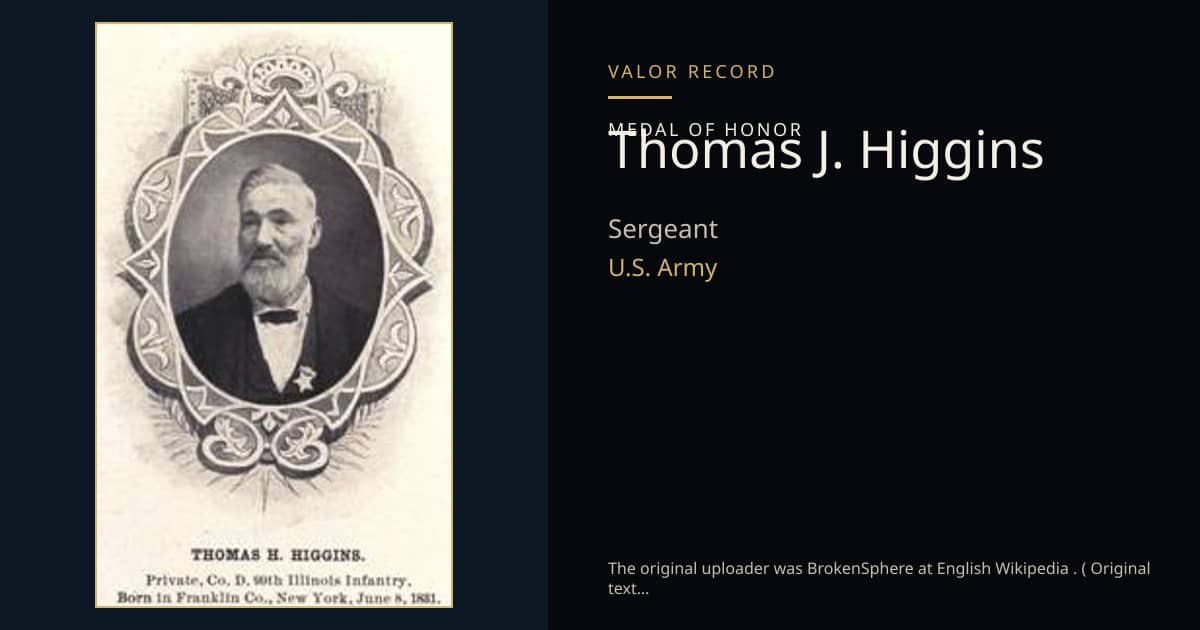 VALOR RECORD
MEDAL OF HONOR
Thomas J. Higgins
Sergeant
U.S. Army
THOMAS H. HIGGINS.
Private, Co. D. 99th Illinois Infantry,
Born in Franklin Co., New York, June 8, 1831.
The original uploader was BrokenSphere at English Wikipedia . ( Original
text...